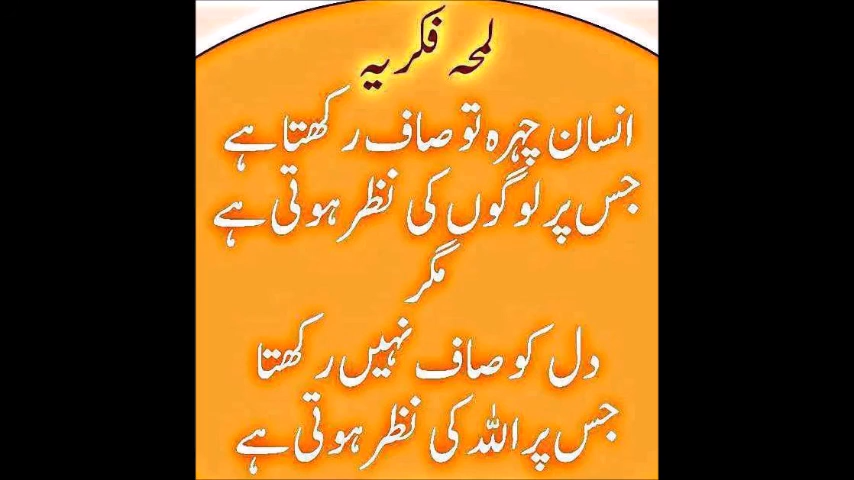 لمحہ فکریہ
انسان چہرہ تو صاف رکھتا ہے
جس پر لوگوں کی نظر ہوتی ہے
مگر
دل کو صاف نہیں رکھتا
جس پر اللہ کی نظر ہوتی ہے